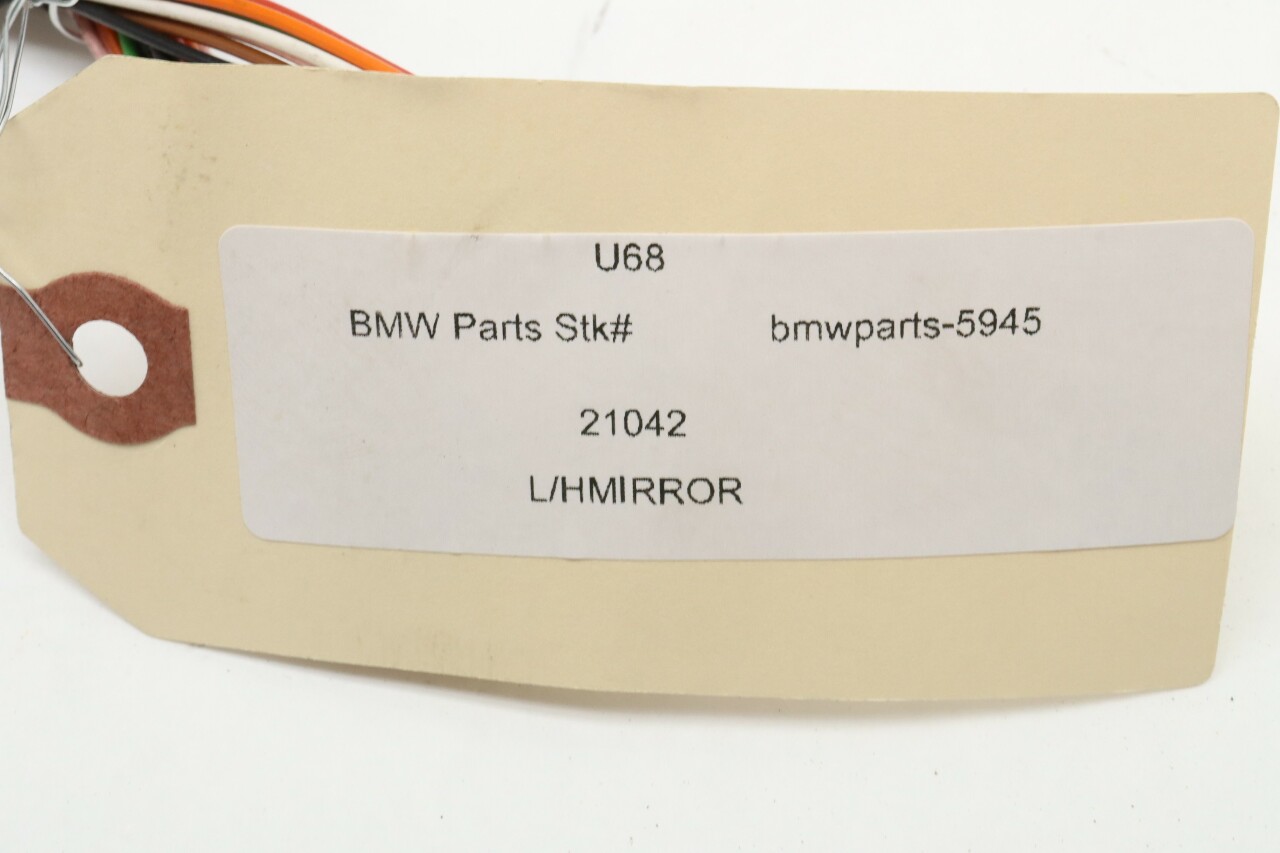 U68
BMW Parts Stk# bmwparts-5945
21042
L/HMIRROR